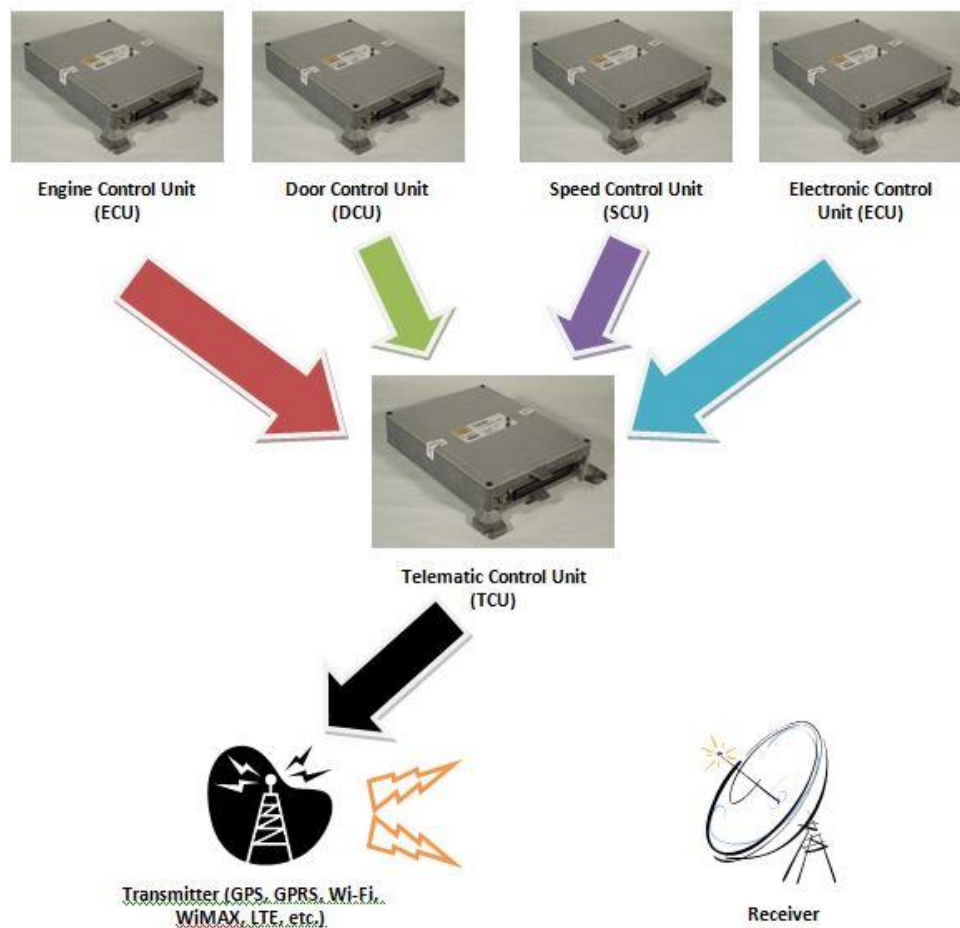 Engine Control Unit
(ECU)
Door Control Unit
(DCU)
Speed Control Unit
(SCU)
Electronic Control
Unit (ECU)
Telematic Control Unit
(TCU)
Transmitter (GPS, GPRS, Wi-Fi,
WiMAX, LTE, etc.)
Receiver